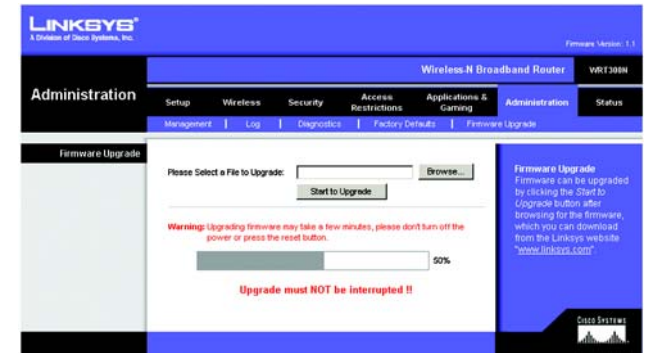 LINKSYS®
A Division of Cisco Systems, Inc.
Firmware Version: 1.1
Wireless-N Broadband Router
WRT300N
Administration
Setup
Wireless
Security
Access Restrictions
Applications & Gaming
Administration
Status
Management | Log | Diagnostics | Factory Defaults | Firmware Upgrade
Firmware Upgrade
Please Select a File to Upgrade:
Browse...
Start to Upgrade
Warning: Upgrading firmware may take a few minutes, please don't turn off the
power or press the reset button.
50%
Upgrade must NOT be interrupted !!
Firmware Upgrade
Firmware can be upgraded
by clicking the Start to
Upgrade button after
browsing for the firmware,
which you can download
from the Linksys website
"www.linksys.com".
CISCO SYSTEMS